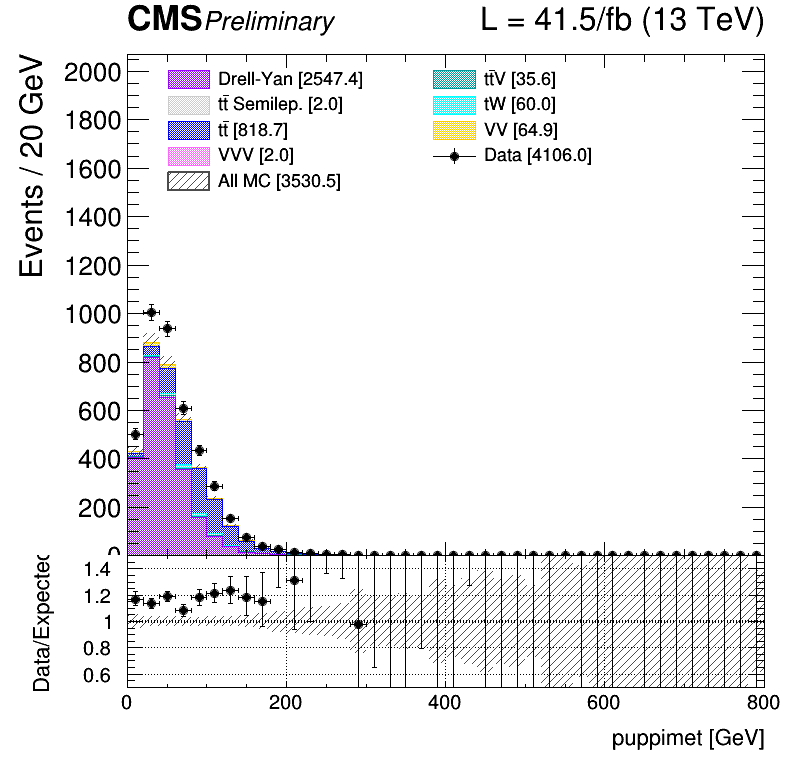 CMS Preliminary L = 41.5/fb (13 TeV)
Events / 20 GeV
2000
1800
1600
1400
1200
1000
800
600
400
200
0
Drell-Yan [2547.4]
tt̄ Semilep. [2.0]
tt̄ [818.7]
VVV [2.0]
All MC [3530.5]
tt̄V [35.6]
tW [60.0]
VV [64.9]
Data [4106.0]
Data/Expected
1.4
1.2
1
0.8
0.6
0 200 400 600 800
puppimet [GeV]